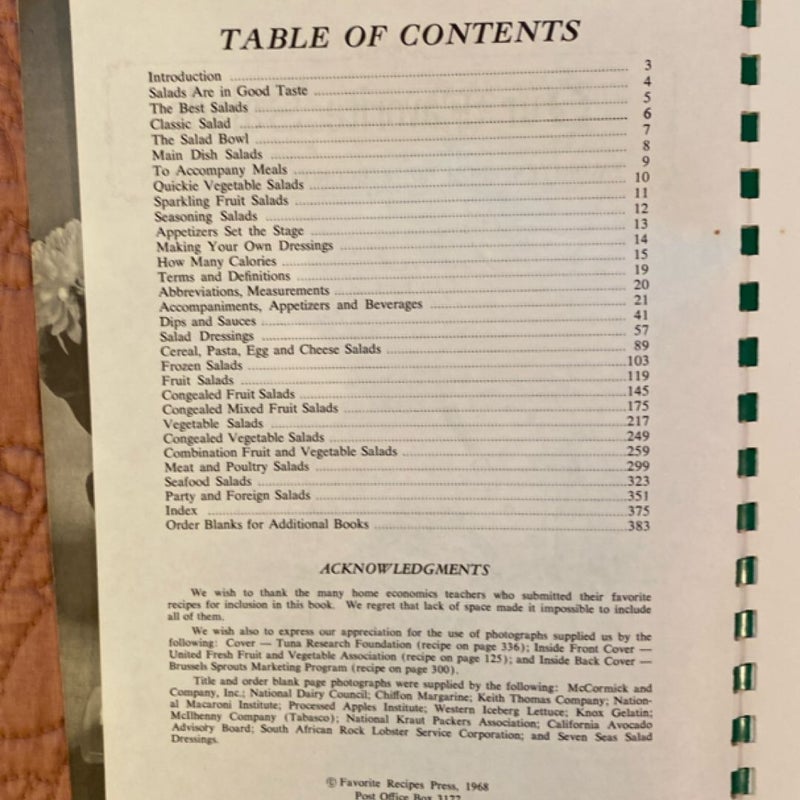 TABLE OF CONTENTS
Introduction 3
Salads Are in Good Taste 4
The Best Salads 5
Classic Salad 6
The Salad Bowl 7
Main Dish Salads 8
To Accompany Meals 9
Quickie Vegetable Salads 10
Sparkling Fruit Salads 11
Seasoning Salads 12
Appetizers Set the Stage 13
Making Your Own Dressings 14
How Many Calories 15
Terms and Definitions 19
Abbreviations, Measurements 20
Accompaniments, Appetizers and Beverages 21
Dips and Sauces 41
Salad Dressings 57
Cereal, Pasta, Egg and Cheese Salads 89
Frozen Salads 103
Fruit Salads 119
Congealed Fruit Salads 145
Congealed Mixed Fruit Salads 175
Vegetable Salads 217
Congealed Vegetable Salads 249
Combination Fruit and Vegetable Salads 259
Meat and Poultry Salads 299
Seafood Salads 323
Party and Foreign Salads 351
Index 375
Order Blanks for Additional Books 383
ACKNOWLEDGMENTS
We wish to thank the many home economics teachers who submitted their favorite
recipes for inclusion in this book. We regret that lack of space made it impossible to include
all of them.
We wish also to express our appreciation for the use of photographs supplied us by the
following: Cover — Tuna Research Foundation (recipe on page 336); Inside Front Cover —
United Fresh Fruit and Vegetable Association (recipe on page 125); and Inside Back Cover —
Brussels Sprouts Marketing Program (recipe on page 300).
Title and order blank page photographs were supplied by the following: McCormick and
Company, Inc.; National Dairy Council; Chiffon Margarine; Keith Thomas Company; Nation-
al Macaroni Institute; Processed Apples Institute; Western Iceberg Lettuce; Knox Gelatin;
McIlhenny Company (Tabasco); National Kraut Packers Association; California Avocado
Advisory Board; South African Rock Lobster Service Corporation; and Seven Seas Salad
Dressings.
© Favorite Recipes Press, 1968
Post Office Box 3177